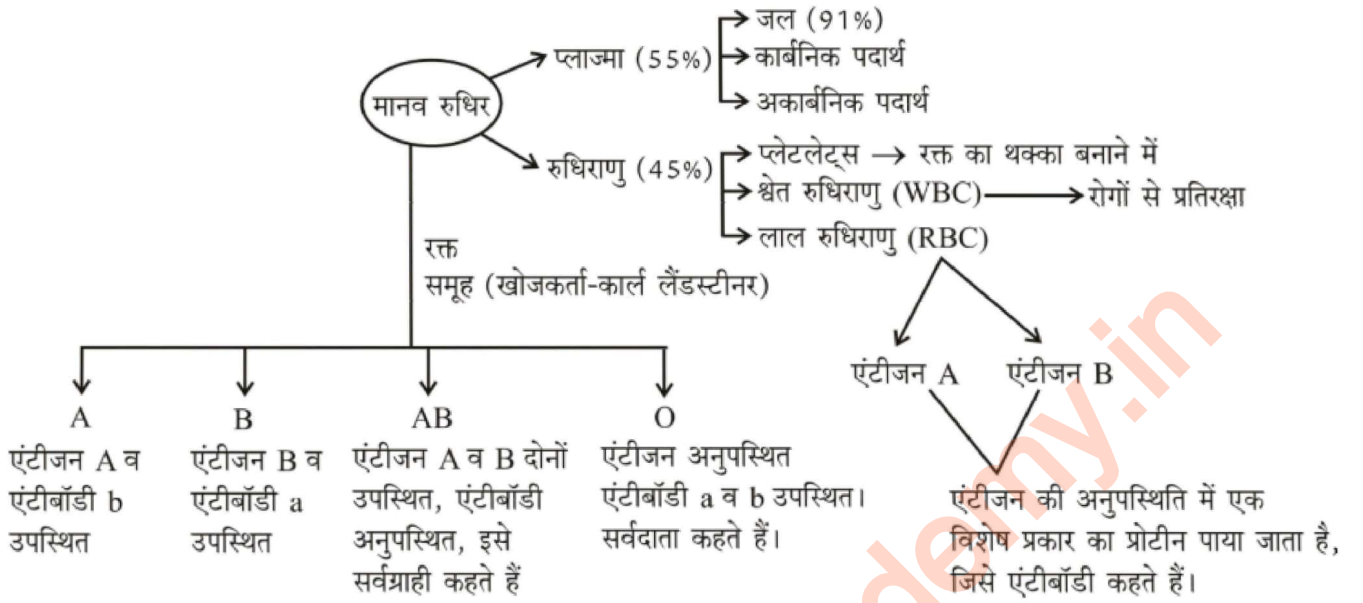 जल (91%)
प्लाज्मा (55%)
कार्बनिक पदार्थ
अकार्बनिक पदार्थ
मानव रुधिर
रुधिराणु (45%)
प्लेटलेट्स → रक्त का थक्का बनाने में
श्वेत रुधिराणु (WBC) → रोगों से प्रतिरक्षा
लाल रुधिराणु (RBC)
रक्त
समूह (खोजकर्ता-कार्ल लैंडस्टीनर)
एंटीजन A
एंटीजन B
एंटीजन की अनुपस्थिति में एक
विशेष प्रकार का प्रोटीन पाया जाता है,
जिसे एंटीबॉडी कहते हैं।
A
एंटीजन A व
एंटीबॉडी b
उपस्थित
B
एंटीजन B व
एंटीबॉडी a
उपस्थित
AB
एंटीजन A व B दोनों
उपस्थित, एंटीबॉडी
अनुपस्थित, इसे
सर्वग्राही कहते हैं
O
एंटीजन अनुपस्थित
एंटीबॉडी a व b उपस्थित।
सर्वदाता कहते हैं।
demy.in